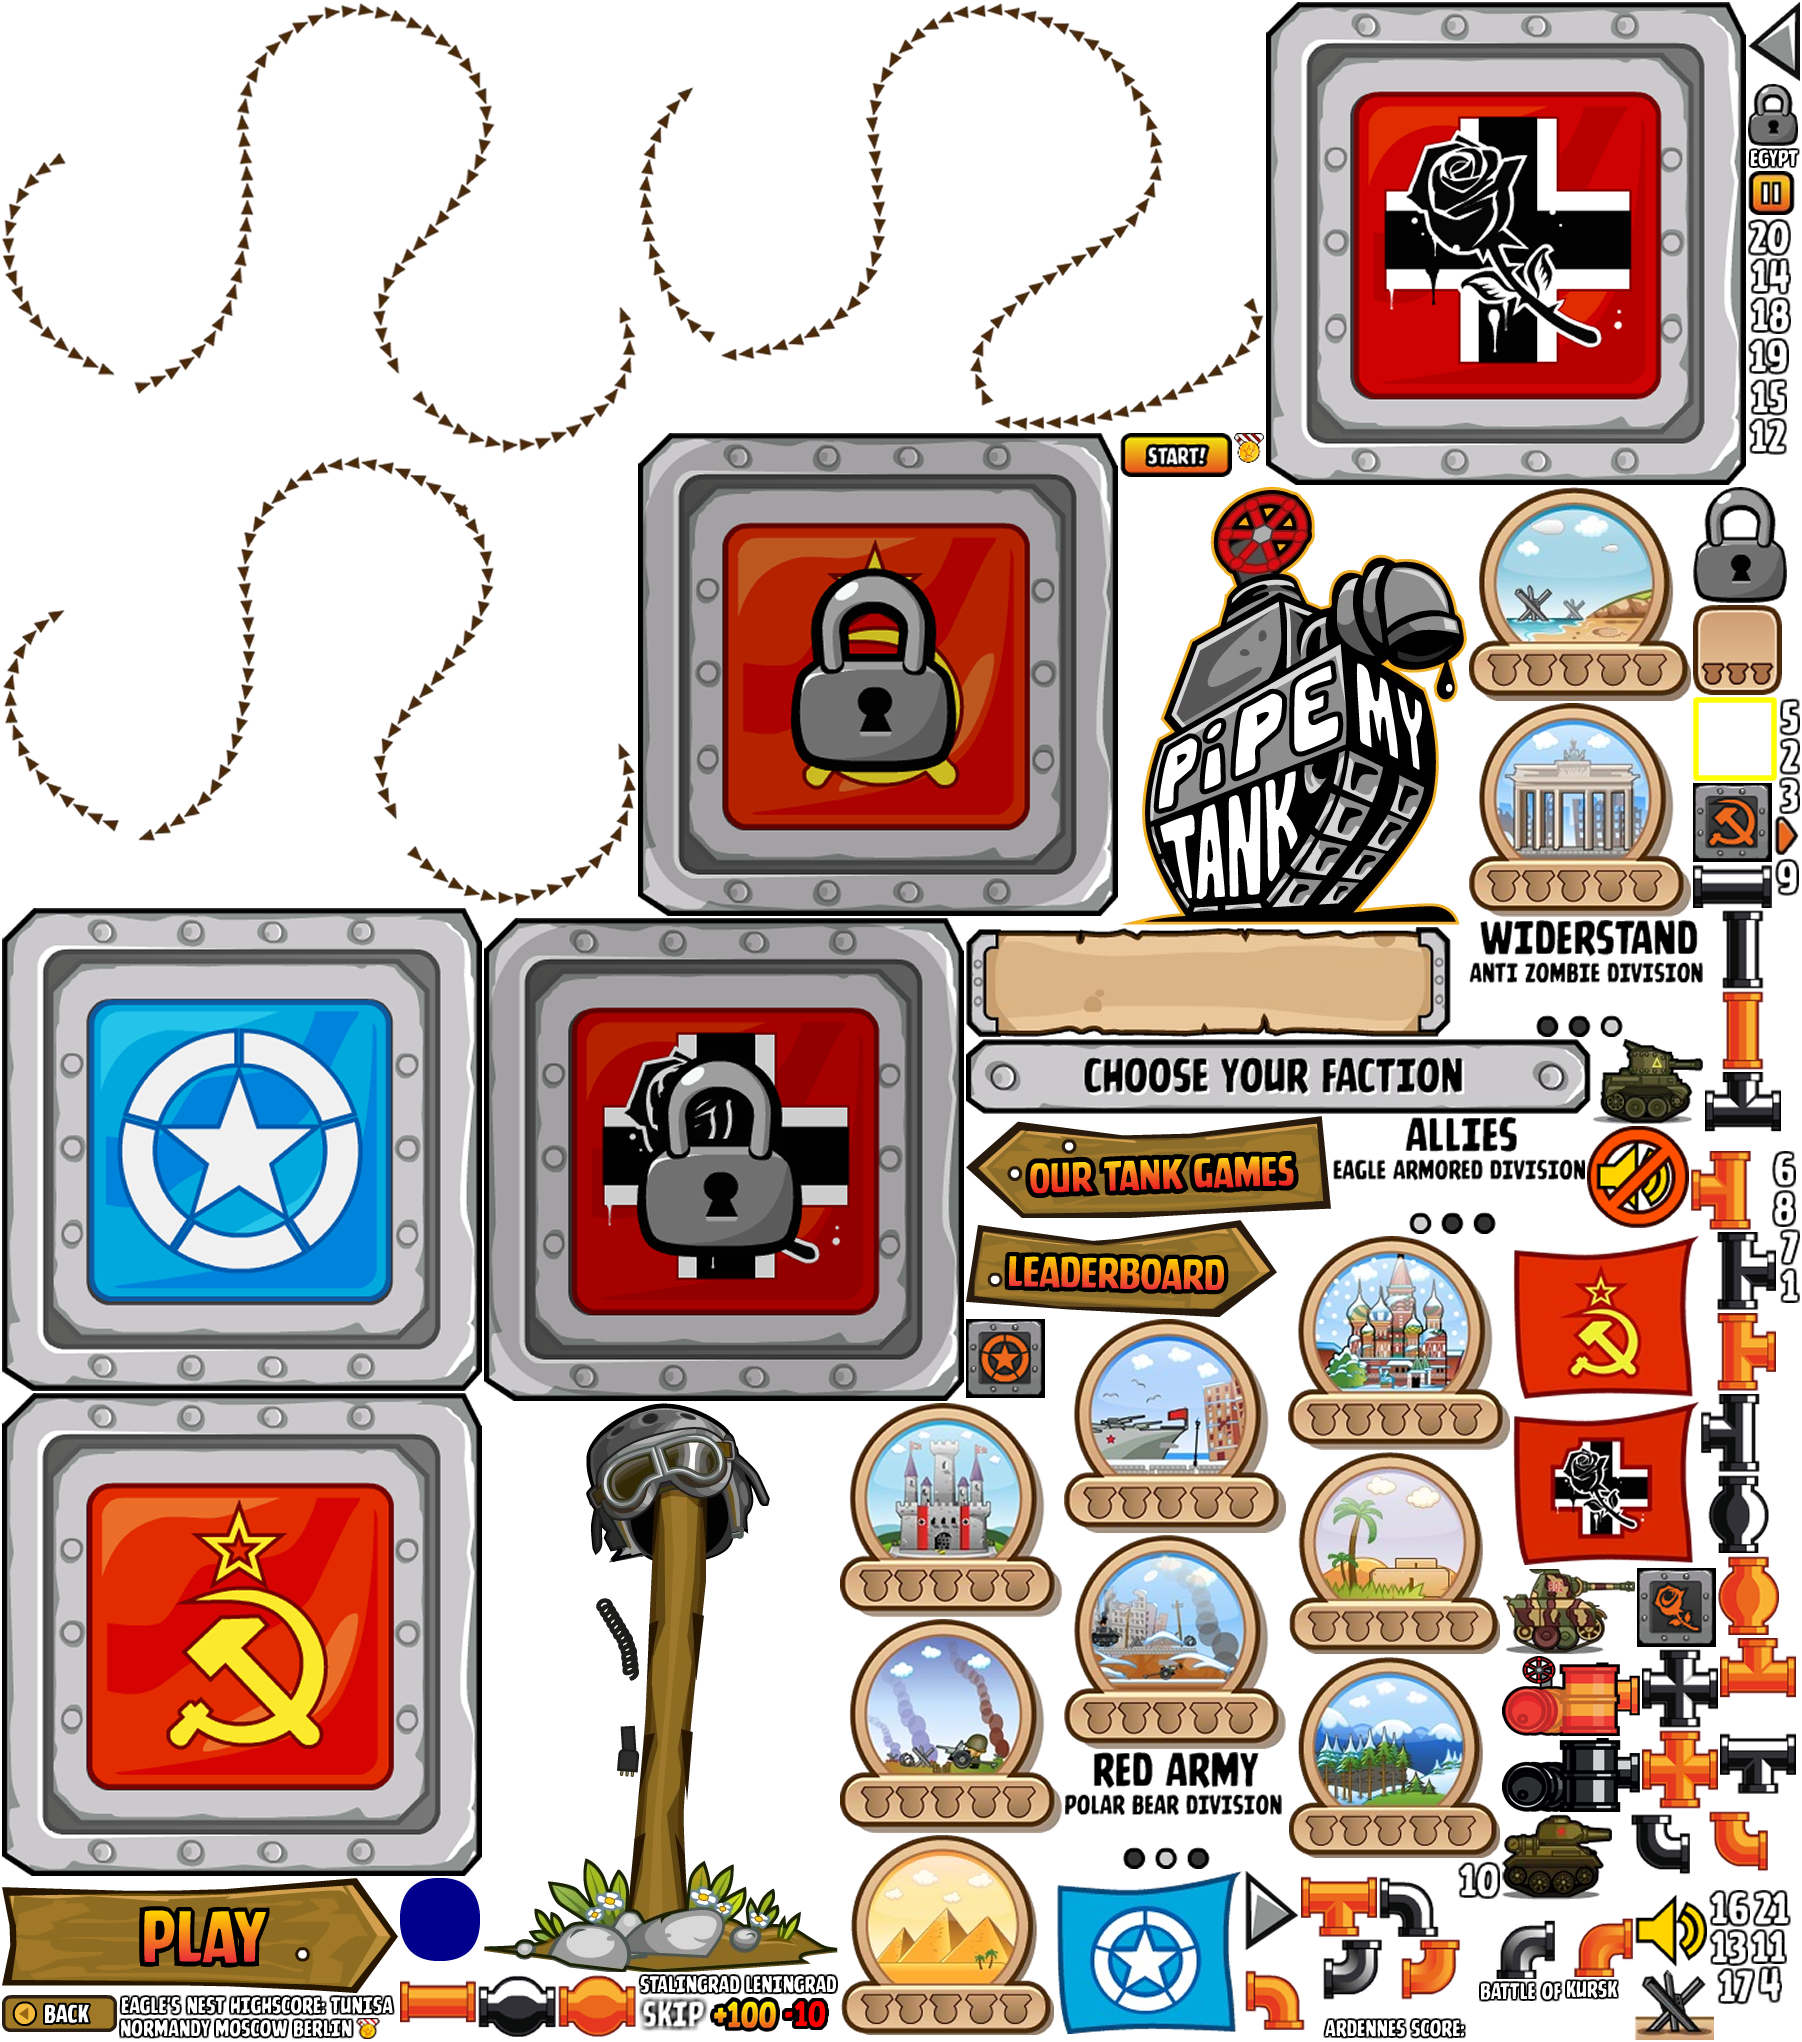 EGYPT
20
14
18
19
15
12
START!
PIPE MY
TANK
5
2
3
9
WIDERSTAND
ANTI ZOMBIE DIVISION
CHOOSE YOUR FACTION
ALLIES
EAGLE ARMORED DIVISION
OUR TANK GAMES
LEADERBOARD
6
8
7
1
RED ARMY
POLAR BEAR DIVISION
10
PLAY
16 21
13 11
17 4
STALINGRAD LENINGRAD
SKIP +100 -10
BATTLE OF KURSK
BACK
EAGLE'S NEST HIGHSCORE: TUNISA
NORMANDY MOSCOW BERLIN
ARDENNES SCORE: